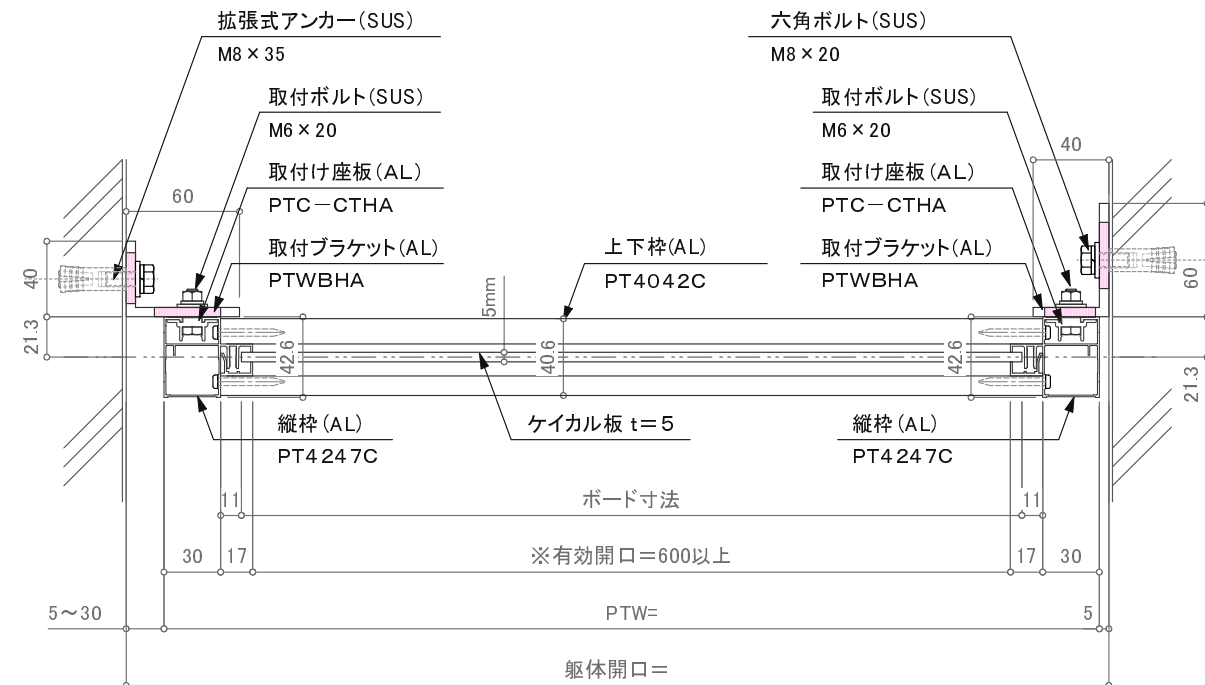 拡張式アンカー(SUS)
M8×35
取付ボルト(SUS)
M6×20
取付け座板(AL)
PTC-CTHA
取付ブラケット(AL)
PTWBHA
上下枠(AL)
PT4042C
六角ボルト(SUS)
M8×20
取付ボルト(SUS)
M6×20
取付け座板(AL)
PTC-CTHA
取付ブラケット(AL)
PTWBHA
60
40
40
21.3
60
21.3
5mm
42.6
40.6
42.6
縦枠(AL)
PT4247C
ケイカル板 t=5
縦枠(AL)
PT4247C
11
ボード寸法
11
30
17
※有効開口=600以上
17
30
5~30
PTW=
5
躯体開口=